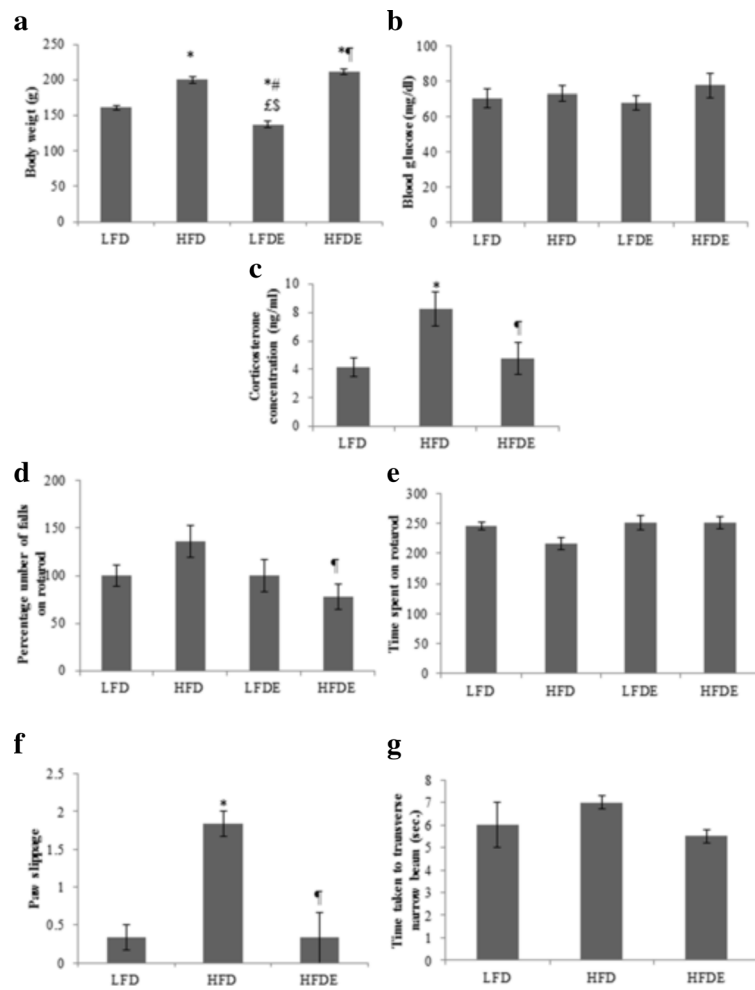 a
Body weigt (g)
250
200
150
100
50
0
*
*#
£$
*¶
LFD HFD LFDE HFDE
b
Blood glucose (mg/dl)
100
80
60
40
20
0
LFD HFD LFDE HFDE
c
Corticosterone
concentration (ng/ml)
10
8
6
4
2
0
*
¶
LFD HFD HFDE
d
Percentage number of falls
on rotarod
200
150
100
50
0
¶
LFD HFD LFDE HFDE
e
Time spent on rotarod
300
250
200
150
100
50
0
LFD HFD LFDE HFDE
f
Paw slippage
2.5
2
1.5
1
0.5
0
*
¶
LFD HFD HFDE
g
Time taken to transverse
narrow beam (sec.)
8
7
6
5
4
3
2
1
0
LFD HFD HFDE